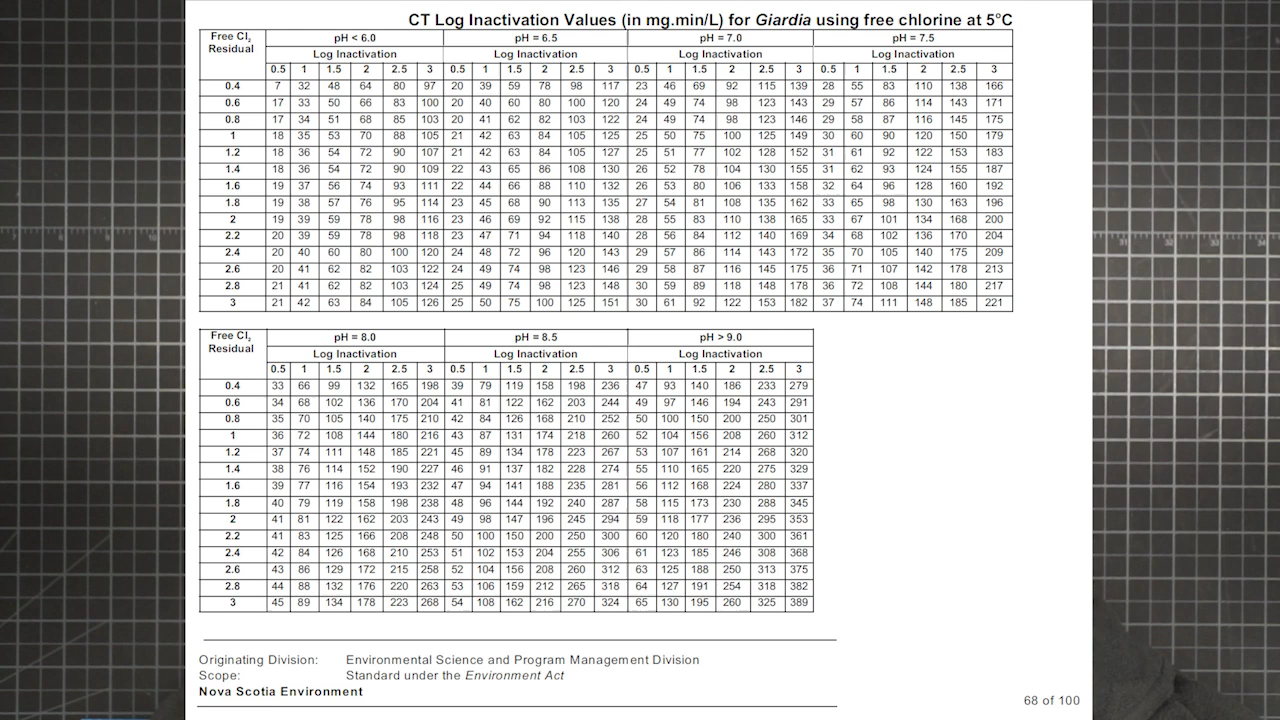 CT Log Inactivation Values (in mg.min/L) for Giardia using free chlorine at 5°C
Free Cl₂ Residual pH < 6.0 pH = 6.5 pH = 7.0 pH = 7.5
Log Inactivation Log Inactivation Log Inactivation Log Inactivation
0.5 1 1.5 2 2.5 3 0.5 1 1.5 2 2.5 3 0.5 1 1.5 2 2.5 3 0.5 1 1.5 2 2.5 3
0.4 7 32 48 64 80 97 20 39 59 78 98 117 23 46 69 92 115 139 28 55 83 110 138 166
0.6 17 33 50 66 83 100 20 40 60 80 100 120 24 49 74 98 123 143 29 57 86 114 143 171
0.8 17 34 51 68 85 103 20 41 62 82 103 122 24 49 74 98 123 146 29 58 87 116 145 175
1 18 35 53 70 88 105 21 42 63 84 105 125 25 50 75 100 125 149 30 60 90 120 150 179
1.2 18 36 54 72 90 107 21 42 63 84 105 127 25 51 77 102 128 152 31 61 92 122 153 183
1.4 18 36 54 72 90 109 22 43 65 86 108 130 26 52 78 104 130 155 31 62 93 124 155 187
1.6 19 37 56 74 93 111 22 44 66 88 110 132 26 53 80 106 133 158 32 64 96 128 160 192
1.8 19 38 57 76 95 114 23 45 68 90 113 135 27 54 81 108 135 162 33 65 98 130 163 196
2 19 39 59 78 98 116 23 46 69 92 115 138 28 55 83 110 138 165 33 67 101 134 168 200
2.2 20 39 59 78 98 118 23 47 71 94 118 140 28 56 84 112 140 169 34 68 102 136 170 204
2.4 20 40 60 80 100 120 24 48 72 96 120 143 29 57 86 114 143 172 35 70 105 140 175 209
2.6 20 41 62 82 103 122 24 49 74 98 123 146 29 58 87 116 145 175 36 71 107 142 178 213
2.8 21 41 62 82 103 124 25 49 74 98 123 148 30 59 89 118 148 178 36 72 108 144 180 217
3 21 42 63 84 105 126 25 50 75 100 125 151 30 61 92 122 153 182 37 74 111 148 185 221
Free Cl₂ Residual pH = 8.0 pH = 8.5 pH > 9.0
Log Inactivation Log Inactivation Log Inactivation
0.5 1 1.5 2 2.5 3 0.5 1 1.5 2 2.5 3 0.5 1 1.5 2 2.5 3
0.4 33 66 99 132 165 198 39 79 119 158 198 236 47 93 140 186 233 279
0.6 34 68 102 136 170 204 41 81 122 162 203 244 49 97 146 194 243 291
0.8 35 70 105 140 175 210 42 84 126 168 210 252 50 100 150 200 250 301
1 36 72 108 144 180 216 43 87 131 174 218 260 52 104 156 208 260 312
1.2 37 74 111 148 185 221 45 89 134 178 223 267 53 107 161 214 268 320
1.4 38 76 114 152 190 227 46 91 137 182 228 274 55 110 165 220 275 329
1.6 39 77 116 154 193 232 47 94 141 188 235 281 56 112 168 224 280 337
1.8 40 79 119 158 198 238 48 96 144 192 240 287 58 115 173 230 288 345
2 41 81 122 162 203 243 49 98 147 196 245 294 59 118 177 236 295 353
2.2 41 83 125 166 208 248 50 100 150 200 250 300 60 120 180 240 300 361
2.4 42 84 126 168 210 253 51 102 153 204 255 306 61 123 185 246 308 368
2.6 43 86 129 172 215 258 52 104 156 208 260 312 63 125 188 250 313 375
2.8 44 88 132 176 220 263 53 106 159 212 265 318 64 127 191 254 318 382
3 45 89 134 178 223 268 54 108 162 216 270 324 65 130 195 260 325 389
Originating Division: Environmental Science and Program Management Division
Scope: Standard under the Environment Act
Nova Scotia Environment
68 of 100